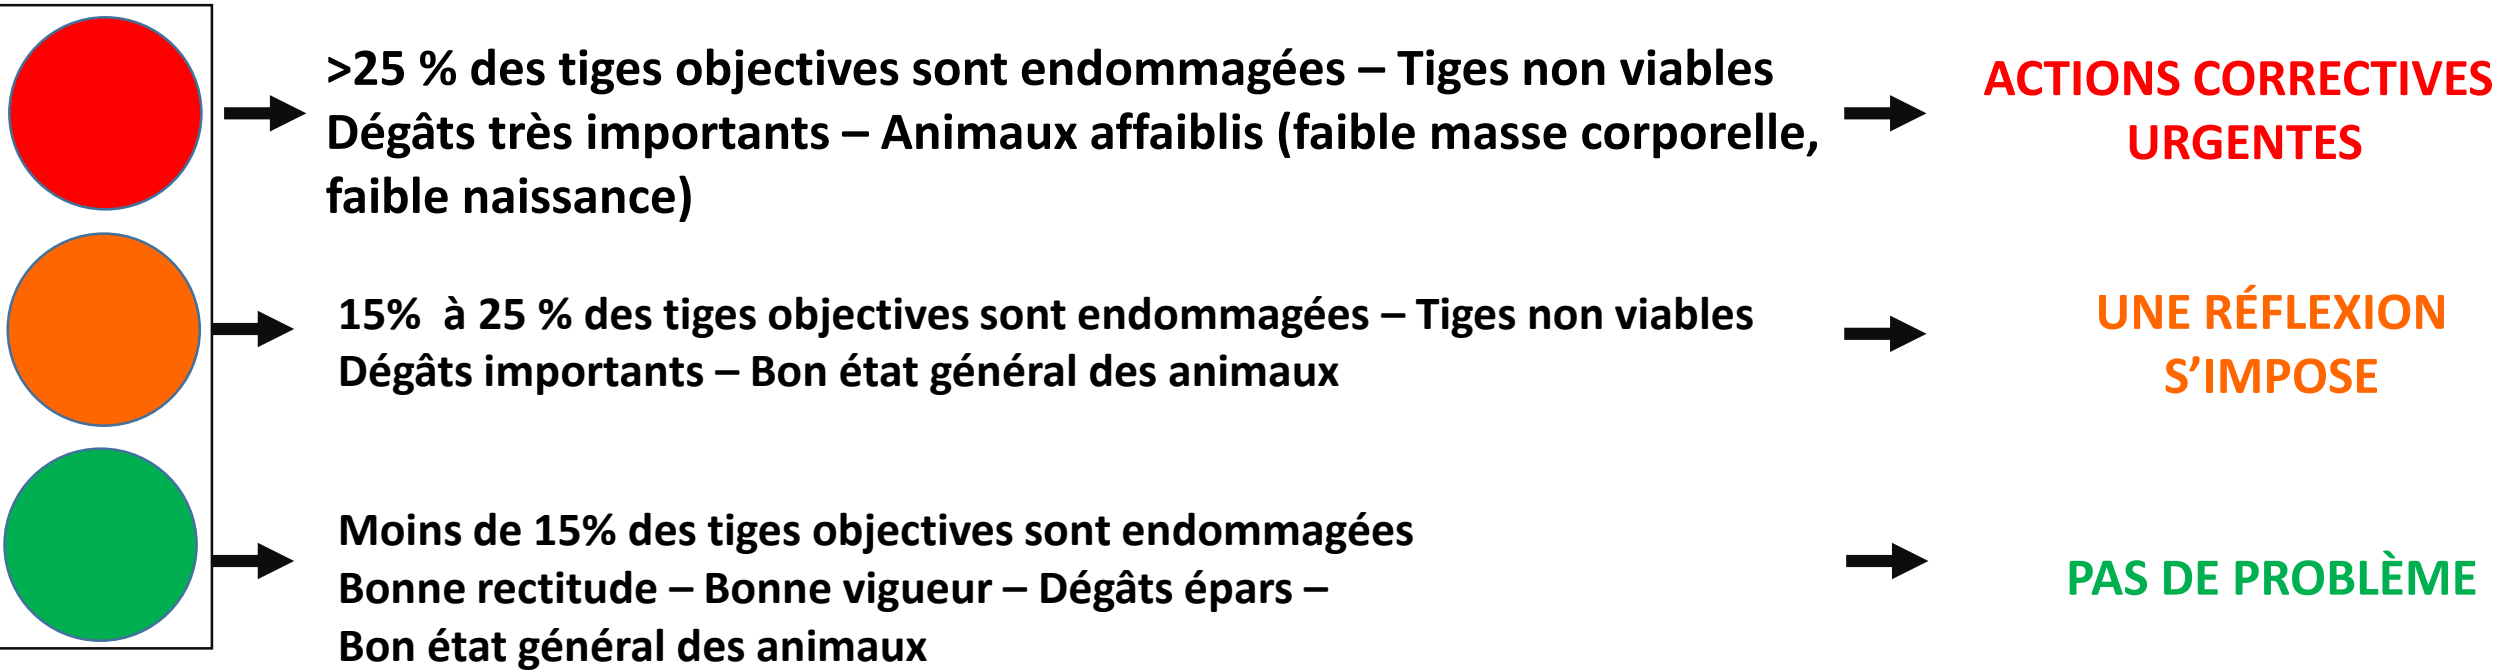 >25 % des tiges objectives sont endommagées – Tiges non viables
Dégâts très importants – Animaux affaiblis (faible masse corporelle,
faible naissance)
ACTIONS CORRECTIVES
URGENTES
15% à 25 % des tiges objectives sont endommagées – Tiges non viables
Dégâts importants – Bon état général des animaux
UNE RÉFLEXION
S’IMPOSE
Moins de 15% des tiges objectives sont endommagées
Bonne rectitude – Bonne vigueur – Dégâts épars –
Bon état général des animaux
PAS DE PROBLÈME